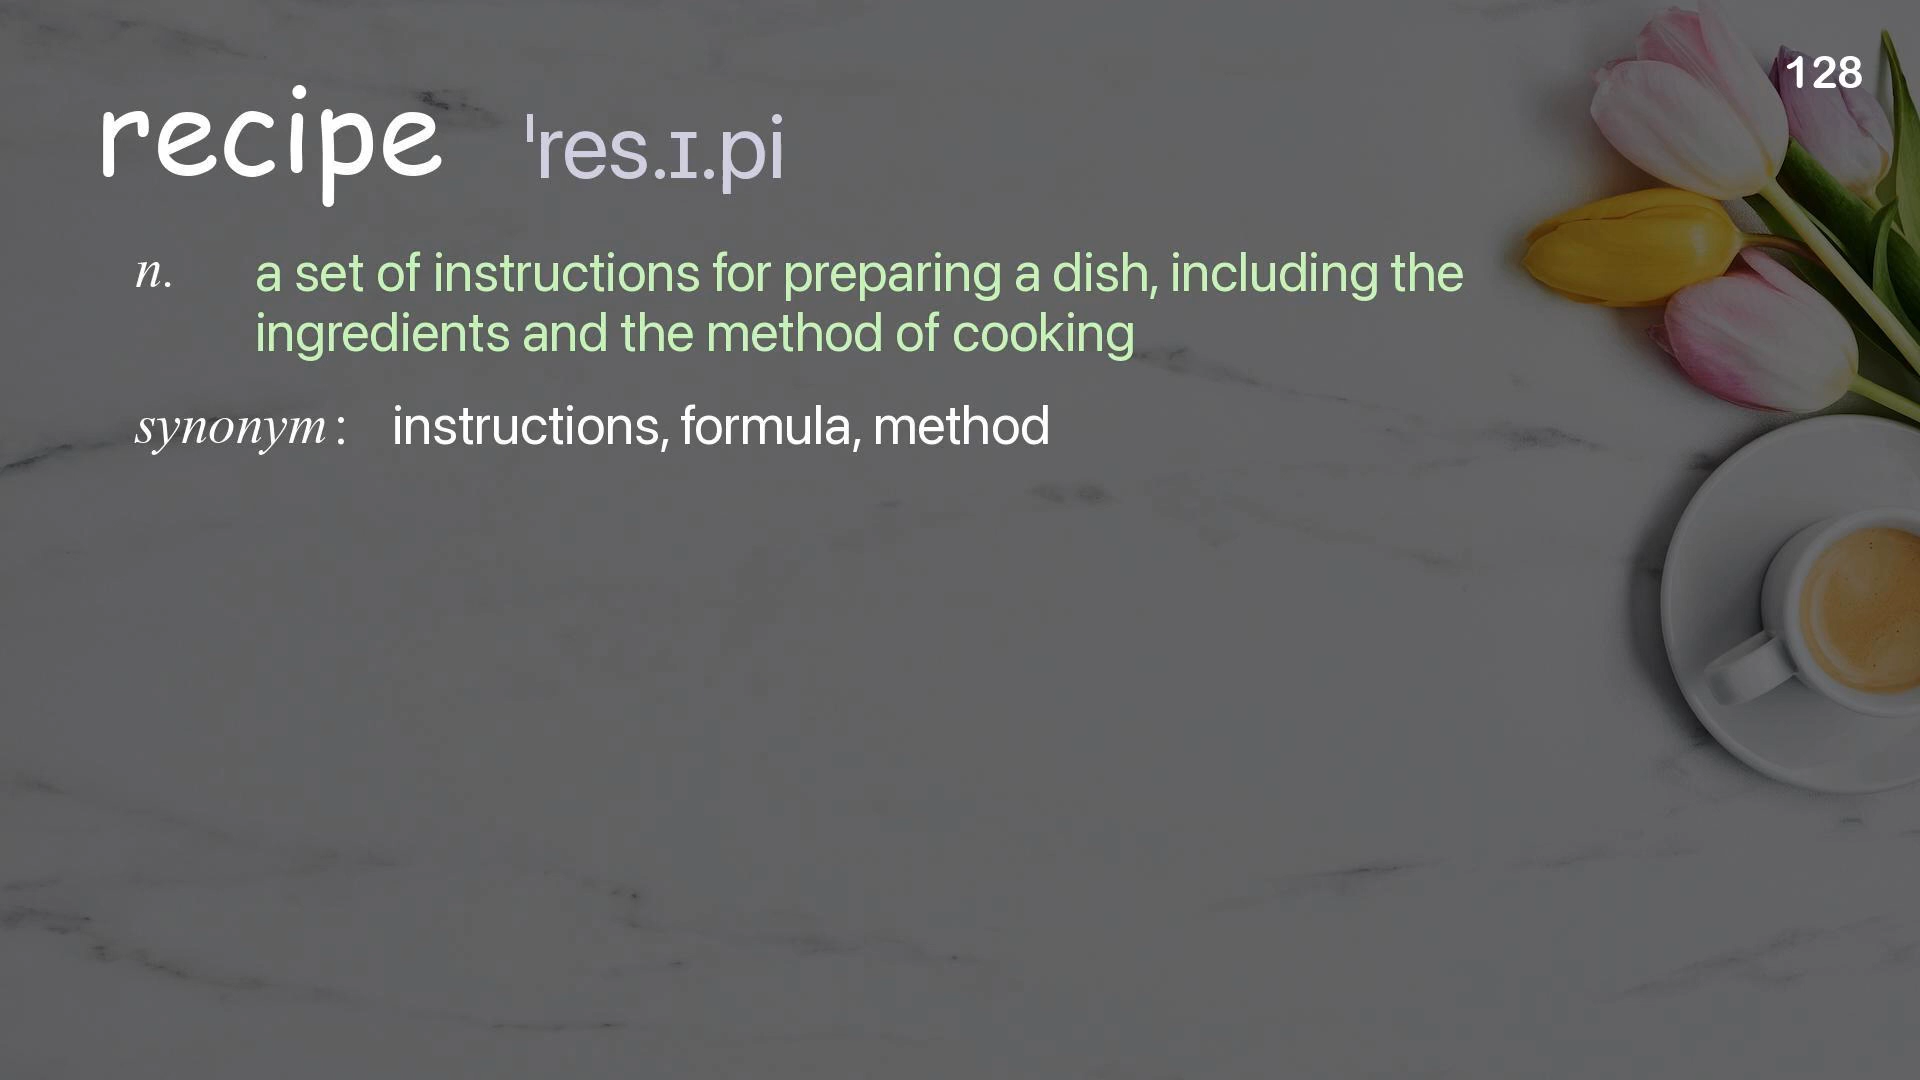 128
recipe ˈres.ɪ.pi
n. a set of instructions for preparing a dish, including the
ingredients and the method of cooking
synonym : instructions, formula, method